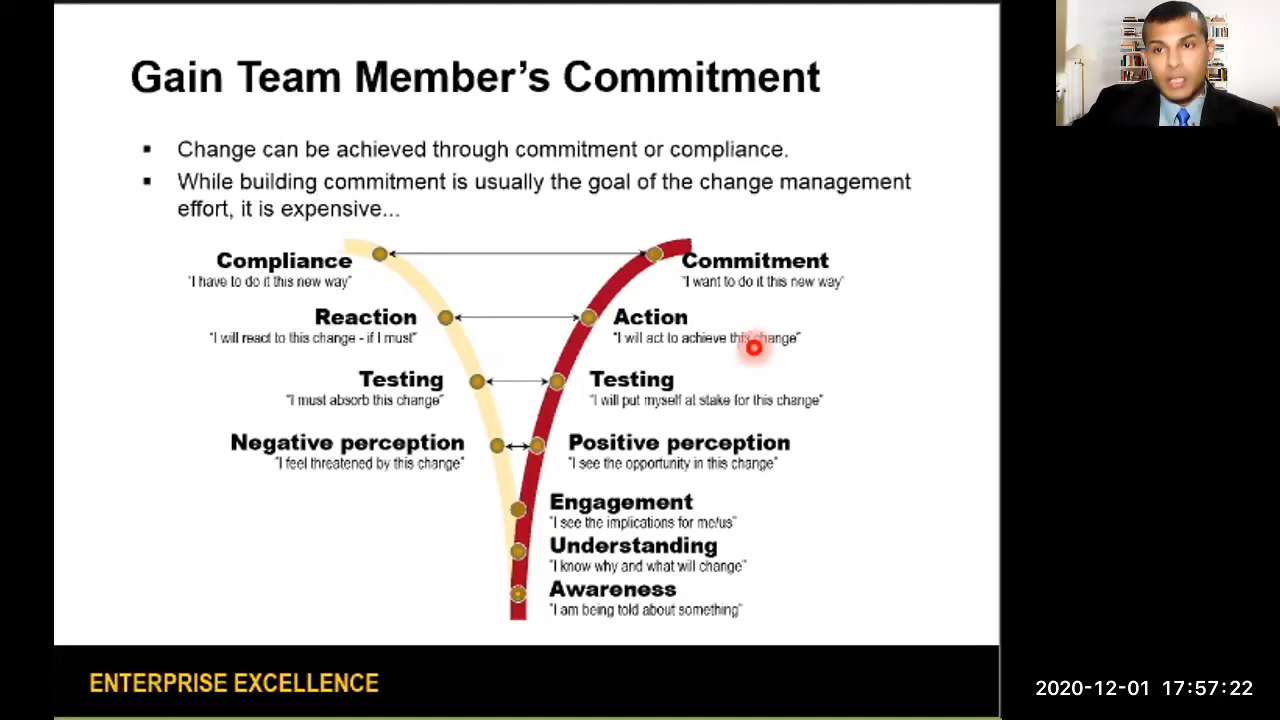 Gain Team Member's Commitment
▪ Change can be achieved through commitment or compliance.
▪ While building commitment is usually the goal of the change management
effort, it is expensive...
Compliance
"I have to do it this new way"
Commitment
"I want to do it this new way'
Reaction
"I will react to this change - if I must"
Action
"I will act to achieve this change"
Testing
"I must absorb this change"
Testing
"I will put myself at stake for this change"
Negative perception
"I feel threatened by this change"
Positive perception
"I see the opportunity in this change"
Engagement
"I see the implications for me/us"
Understanding
"I know why and what will change"
Awareness
"I am being told about something"
ENTERPRISE EXCELLENCE
2020-12-01 17:57:22